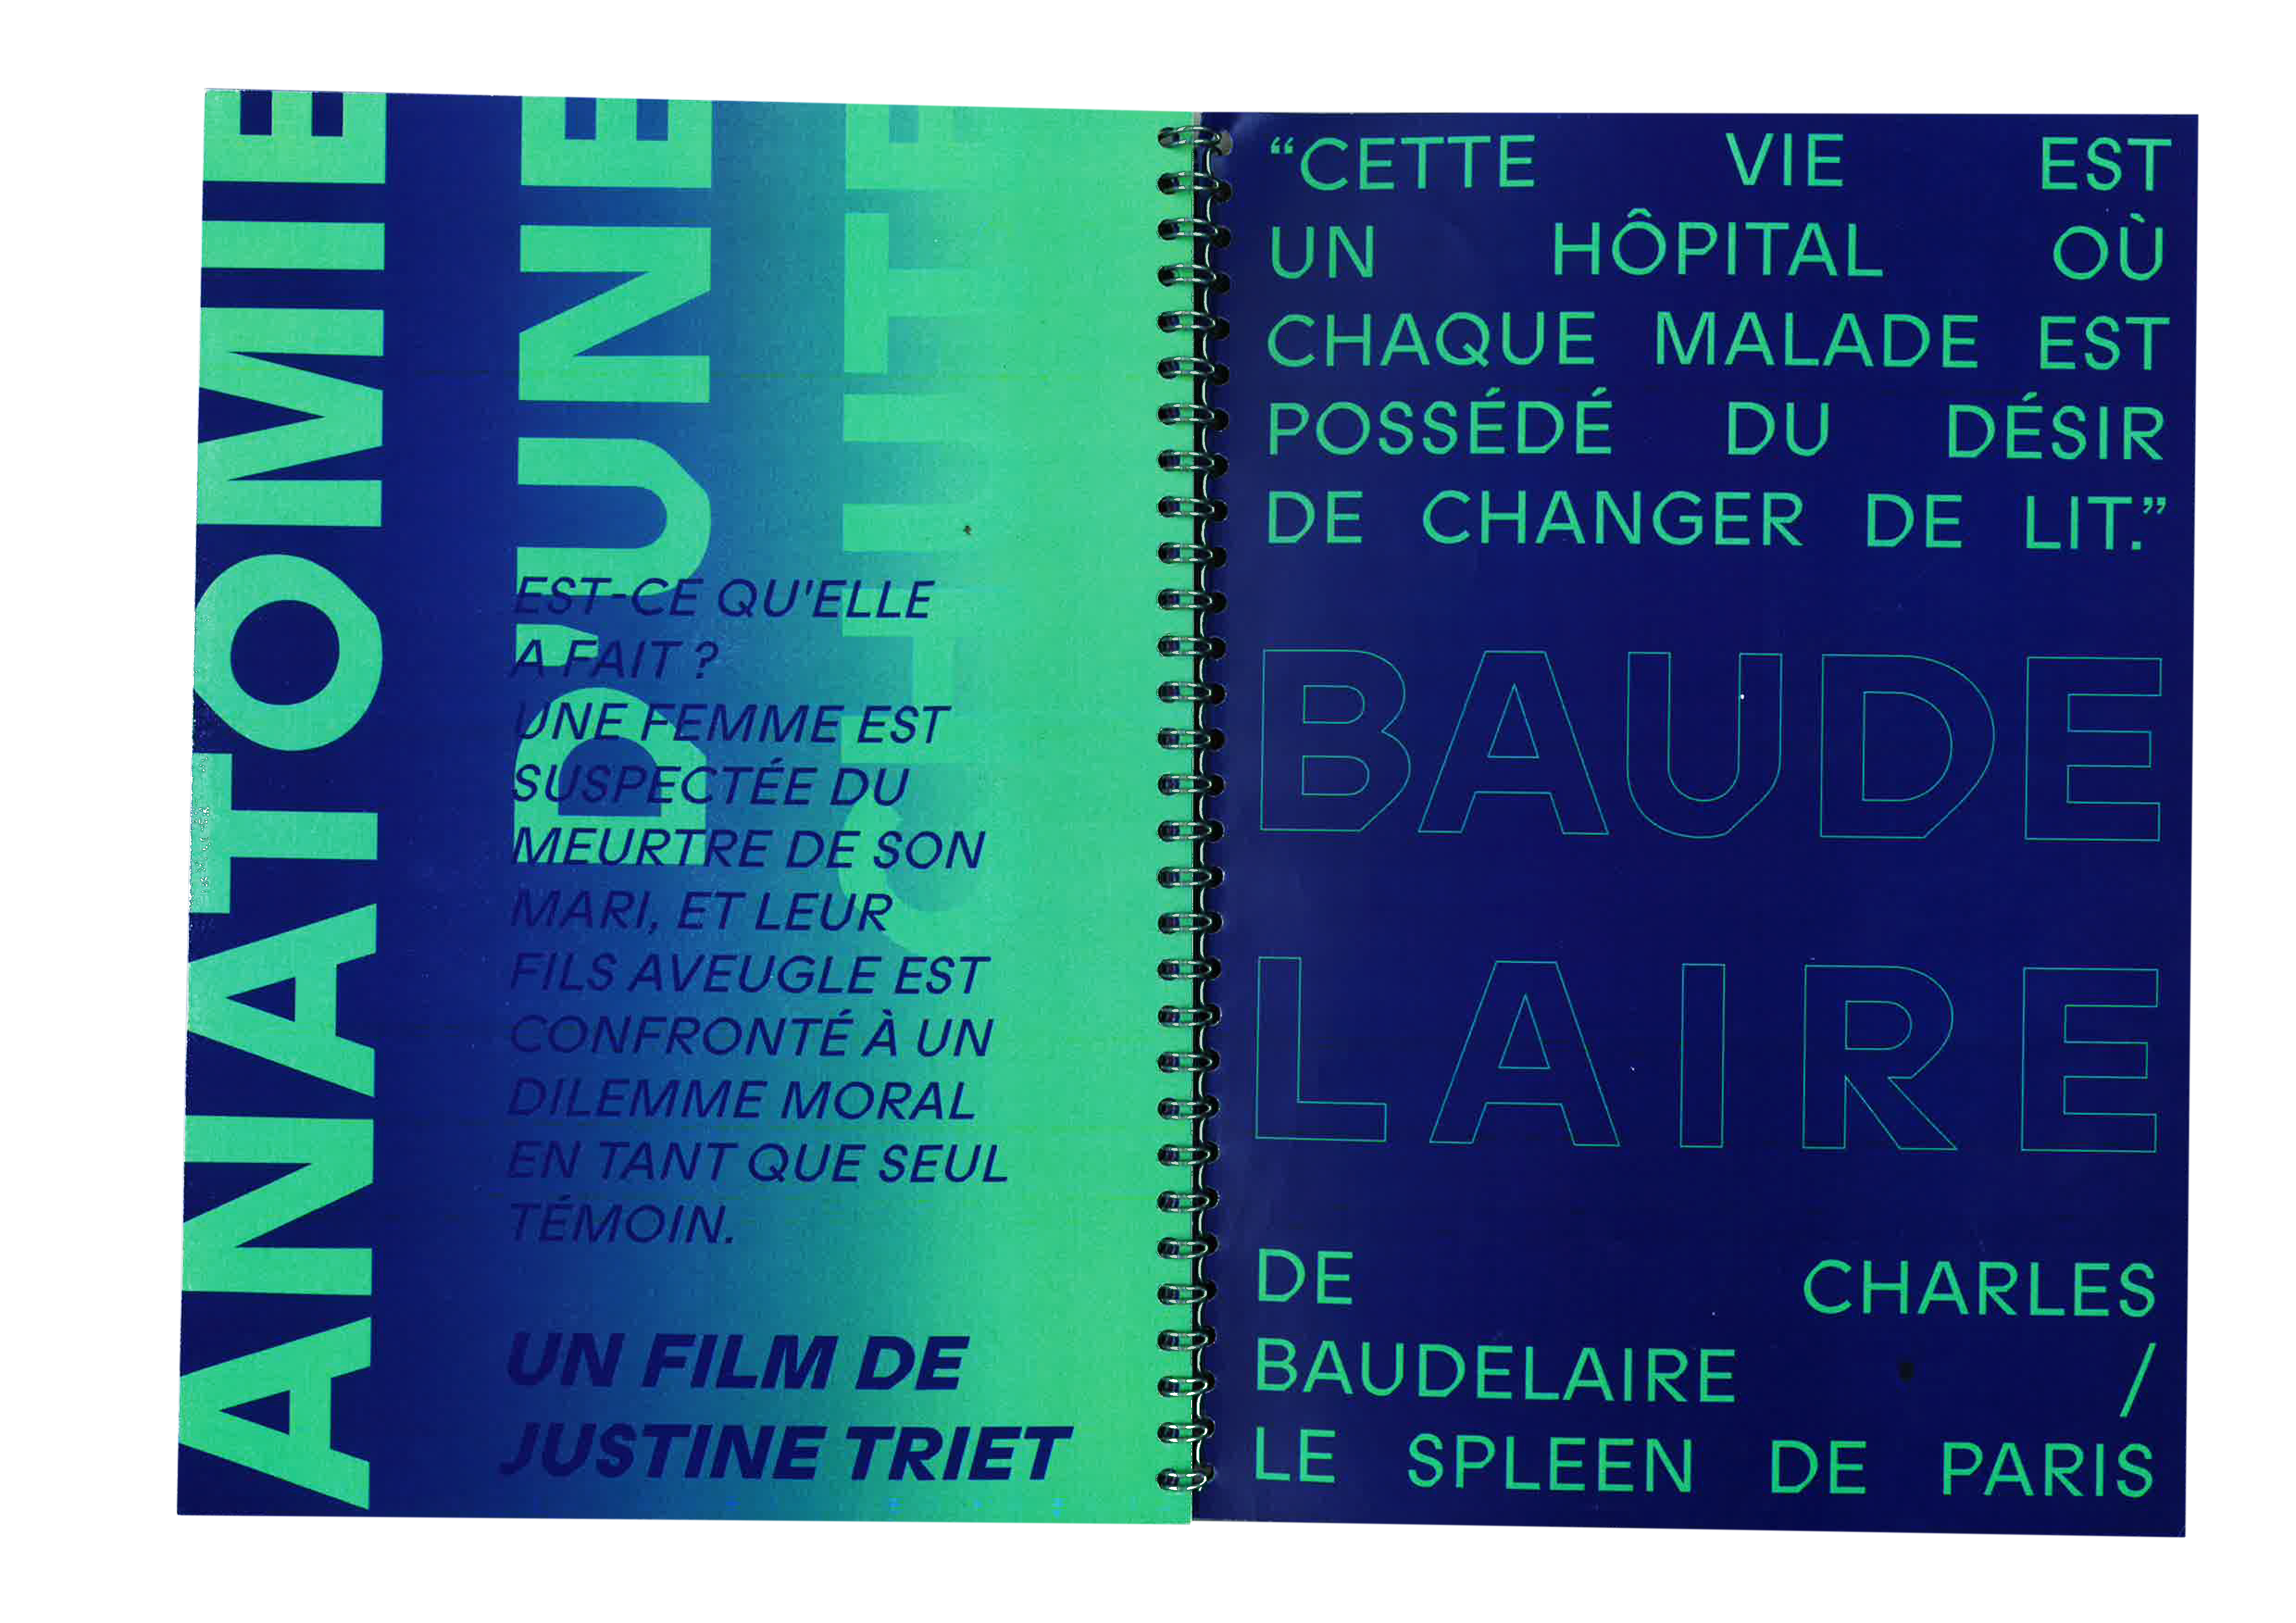 ANATOMIE
D'UNE
CHUTE
EST-CE QU'ELLE
A FAIT ?
UNE FEMME EST
SUSPECTÉE DU
MEURTRE DE SON
MARI, ET LEUR
FILS AVEUGLE EST
CONFRONTÉ À UN
DILEMME MORAL
EN TANT QUE SEUL
TÉMOIN.
UN FILM DE
JUSTINE TRIET
“CETTE VIE EST
UN HÔPITAL OÙ
CHAQUE MALADE EST
POSSÉDÉ DU DÉSIR
DE CHANGER DE LIT.”
BAUDE
LAIRE
DE CHARLES
BAUDELAIRE /
LE SPLEEN DE PARIS